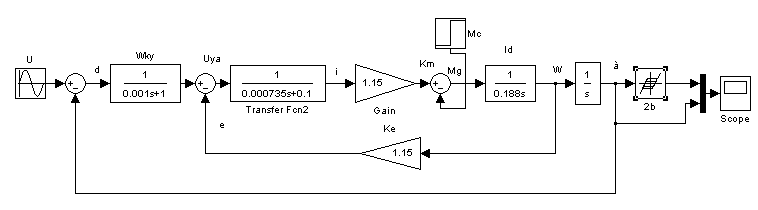 U
d
Wky
1
0.001s+1
Uya
1
0.000735s+0.1
Transfer Fcn2
i
1.15
Gain
Km
Mg
Mc
Id
1
0.188s
W
1
s
à
2b
Scope
e
Ke
1.15